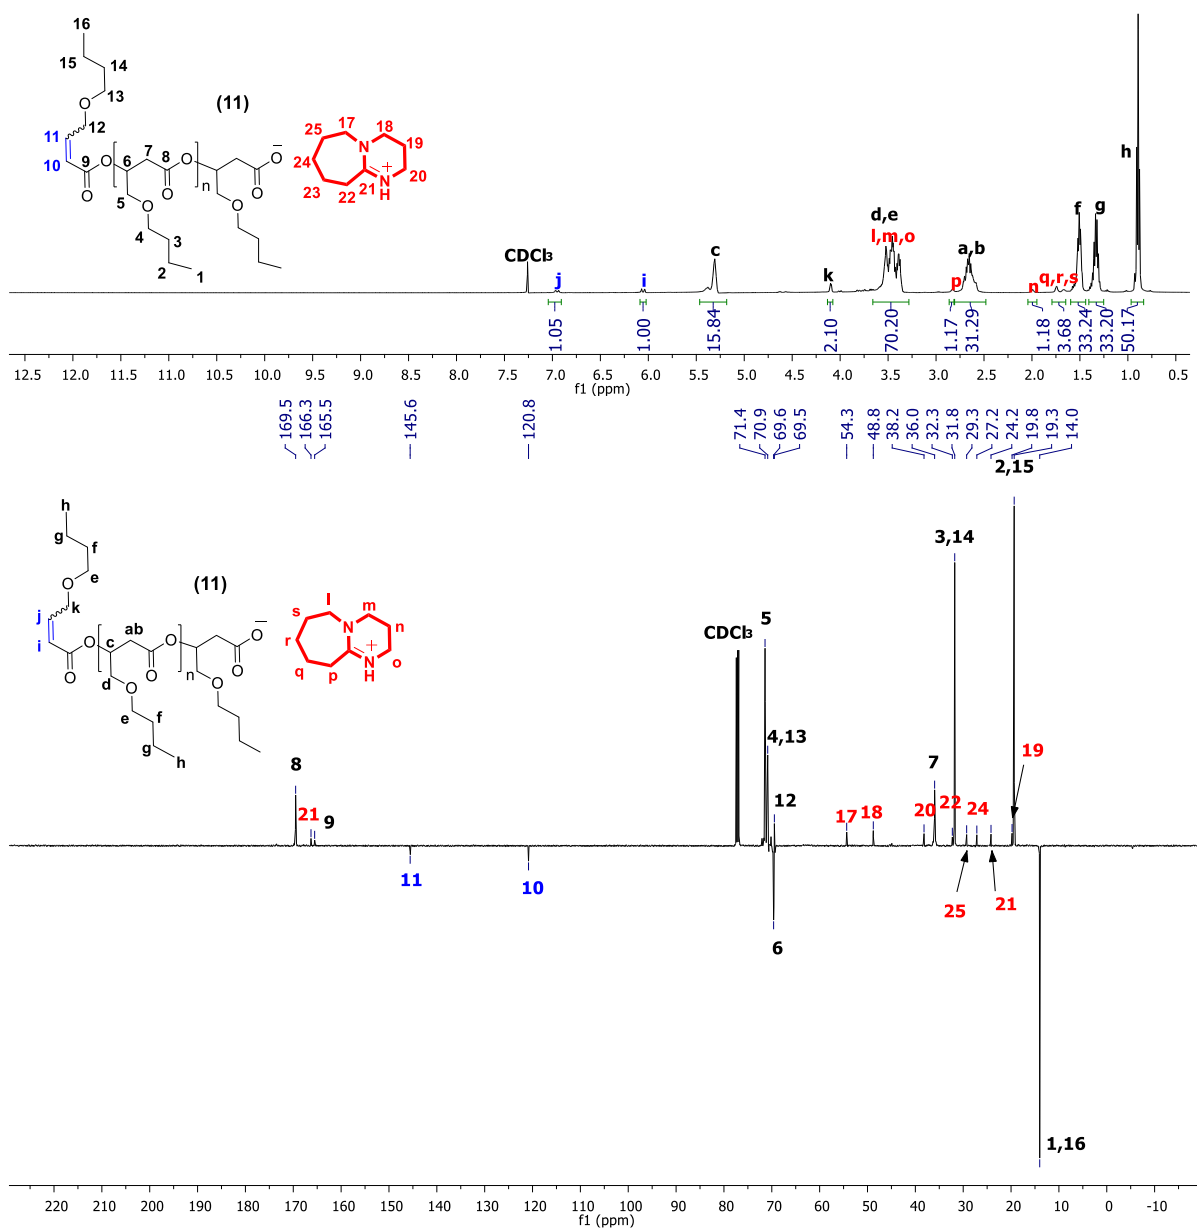 16
15
14
13
O
(11)
11
12
10
9
O
6
7
8
O
O
n
O
O
5
O
O
4
3
2
1
O
25
17
18
19
N
+
24
21
N
H
20
23
22
CDCl3
j
i
c
k
d,e
l,m,o
p
a,b
n
q,r,s
f
g
h
1.05
1.00
15.84
2.10
70.20
1.17
31.29
1.18
3.68
33.24
33.20
50.17
12.5 12.0 11.5 11.0 10.5 10.0 9.5 9.0 8.5 8.0 7.5 7.0 6.5 6.0 5.5 5.0 4.5 4.0 3.5 3.0 2.5 2.0 1.5 1.0 0.5
f1 (ppm)
169.5
166.3
165.5
145.6
120.8
71.4
70.9
69.6
69.5
54.3
48.8
38.2
36.0
32.3
31.8
29.3
27.2
24.2
19.8
19.3
14.0
h
g
f
e
O
(11)
j
k
i
O
c
ab
O
O
n
O
O
d
O
O
e
f
g
h
O
l
s
m
n
N
+
r
N
H
o
q
p
8
21
9
11
10
CDCl3
5
4,13
12
6
17
18
20
7
22
3,14
24
25
21
2,15
19
1,16
220 210 200 190 180 170 160 150 140 130 120 110 100 90 80 70 60 50 40 30 20 10 0 -10
f1 (ppm)